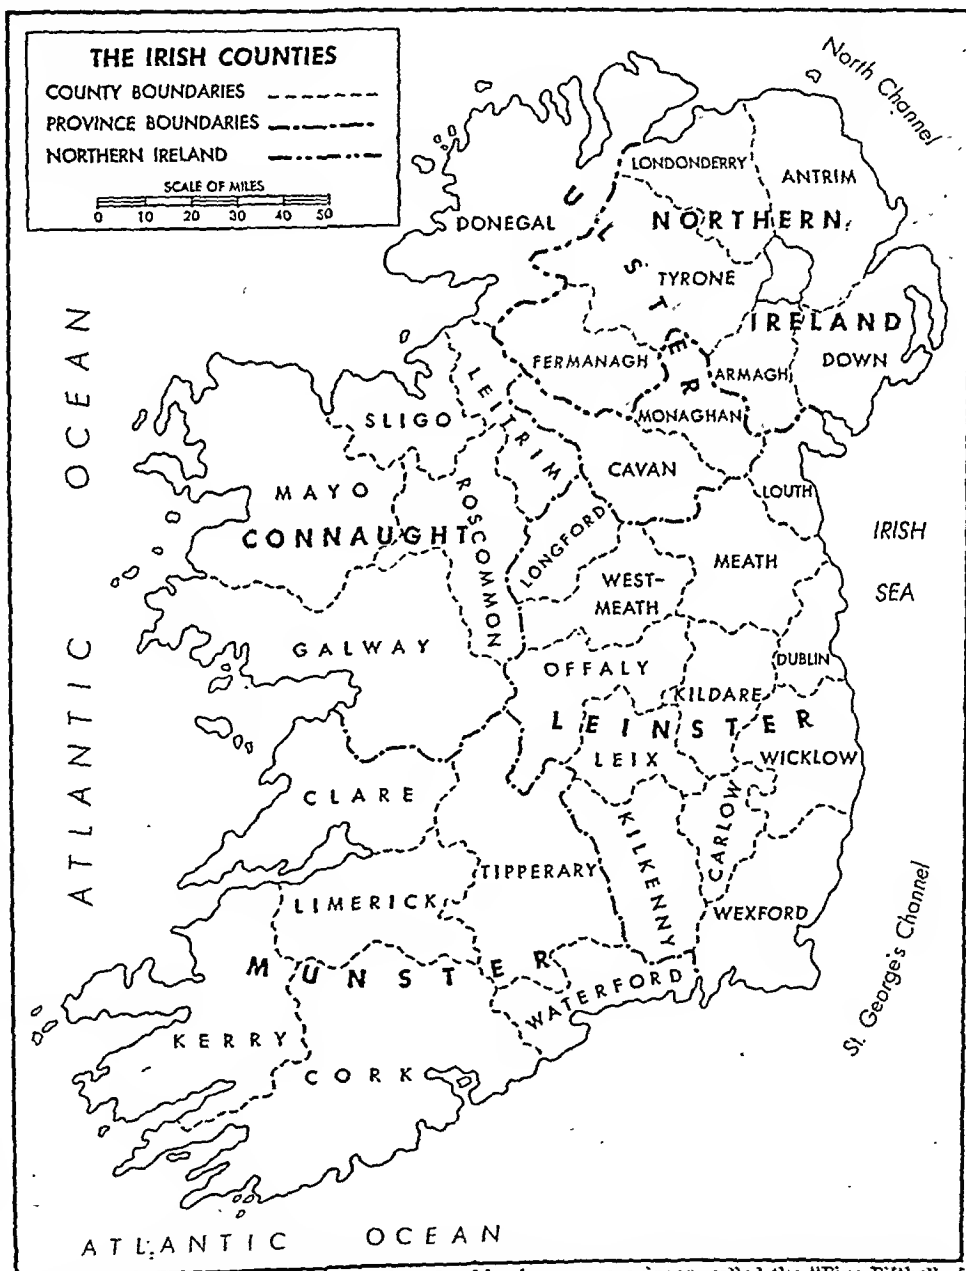 THE IRISH COUNTIES
COUNTY BOUNDARIES
PROVINCE BOUNDARIES
NORTHERN IRELAND
SCALE OF MILES
0 10 20 30 40 50
North Channel
LONDONDERRY
ANTRIM
DONEGAL
ULSTER
NORTHERN
TYRONE
IRELAND
FERMANAGH
ARMAGH
DOWN
MONAGHAN
LEITRIM
SLIGO
CAVAN
MAYO
ROSCOMMON
LOUTH
CONNAUGHT
LONGFORD
MEATH
IRISH
SEA
WEST-
MEATH
GALWAY
OFFALY
DUBLIN
KILDARE
LEINSTER
LEIX
WICKLOW
CLARE
CARLOW
KILKENNY
TIPPERARY
LIMERICK
WEXFORD
MUNSTER
WATERFORD
KERRY
CORK
St. George's Channel
ATLANTIC OCEAN
ATLANTIC OCEAN